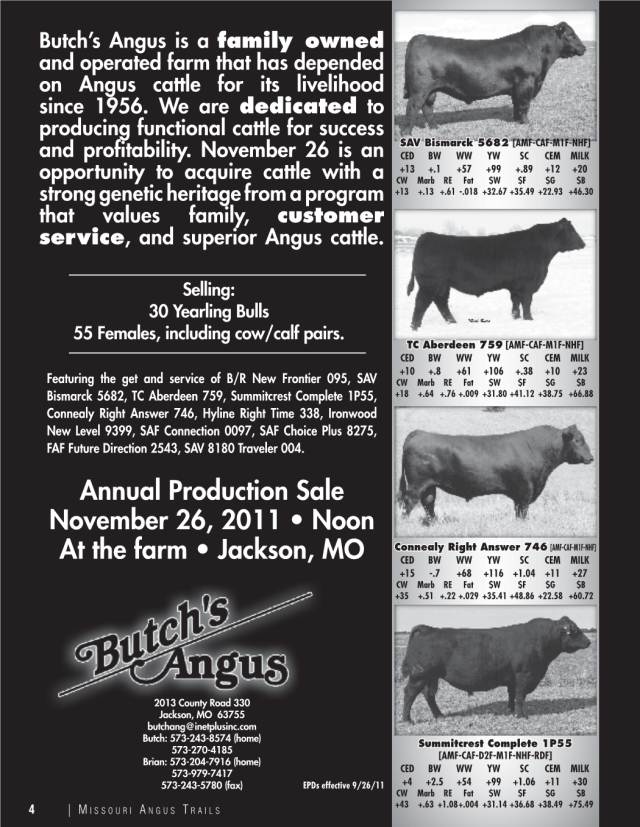 Butch's Angus is a family owned
and operated farm that has depended
on Angus cattle for its livelihood
since 1956. We are dedicated to
producing functional cattle for success
and profitability. November 26 is an
opportunity to acquire cattle with a
strong genetic heritage from a program
that values family, customer
service, and superior Angus cattle.
Selling:
30 Yearling Bulls
55 Females, including cow/calf pairs.
Featuring the get and service of B/R New Frontier 095, SAV
Bismarck 5682, TC Aberdeen 759, Summitcrest Complete 1P55,
Connealy Right Answer 746, Hyline Right Time 338, Ironwood
New Level 9399, SAF Connection 0097, SAF Choice Plus 8275,
FAF Future Direction 2543, SAV 8180 Traveler 004.
Annual Production Sale
November 26, 2011 • Noon
At the farm • Jackson, MO
Butch's
Angus
2013 County Road 330
Jackson, MO 63755
butchang@inetplusinc.com
Butch: 573-243-8574 (home)
573-270-4185
Brian: 573-204-7916 (home)
573-979-7417
573-243-5780 (fax)
EPDs effective 9/26/11
4 | Missouri Angus Trails
SAV Bismarck 5682 [AMF-CAF-M1F-NHF]
CED BW WW YW SC CEM MILK
+13 +.1 +57 +99 +.89 +12 +20
CW Marb RE Fat SW SF SG SB
+13 +.13 +.61 -.018 +32.67 +35.49 +22.93 +46.30
TC Aberdeen 759 [AMF-CAF-M1F-NHF]
CED BW WW YW SC CEM MILK
+10 +.8 +61 +106 +.38 +10 +23
CW Marb RE Fat SW SF SG SB
+18 +.64 +.76 +.009 +31.80 +41.12 +38.75 +66.88
Connealy Right Answer 746 [AMF-CAF-M1F-NHF]
CED BW WW YW SC CEM MILK
+15 -.7 +68 +116 +1.04 +11 +27
CW Marb RE Fat SW SF SG SB
+35 +.51 +.22 +.029 +35.41 +48.86 +22.58 +60.72
Summitcrest Complete 1P55
[AMF-CAF-D2F-M1F-NHF-RDF]
CED BW WW YW SC CEM MILK
+4 +2.5 +54 +99 +1.06 +11 +30
CW Marb RE Fat SW SF SG SB
+43 +.63 +1.08 +.004 +31.14 +36.68 +38.49 +75.49